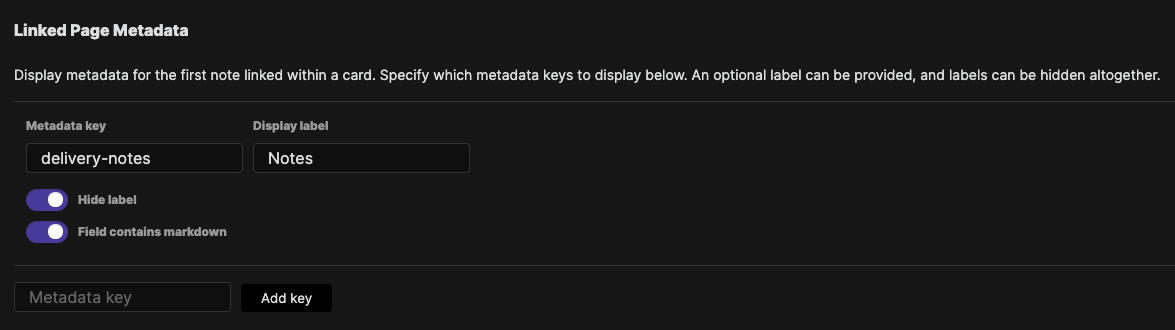 Linked Page Metadata
Display metadata for the first note linked within a card. Specify which metadata keys to display below. An optional label can be provided, and labels can be hidden altogether.
Metadata key Display label
delivery-notes Notes
Hide label
Field contains markdown
Metadata key Add key